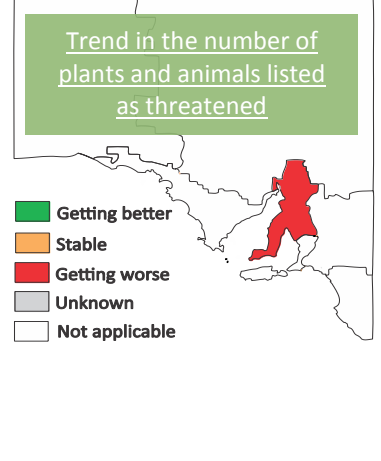 Trend in the number of
plants and animals listed
as threatened
Getting better
Stable
Getting worse
Unknown
Not applicable